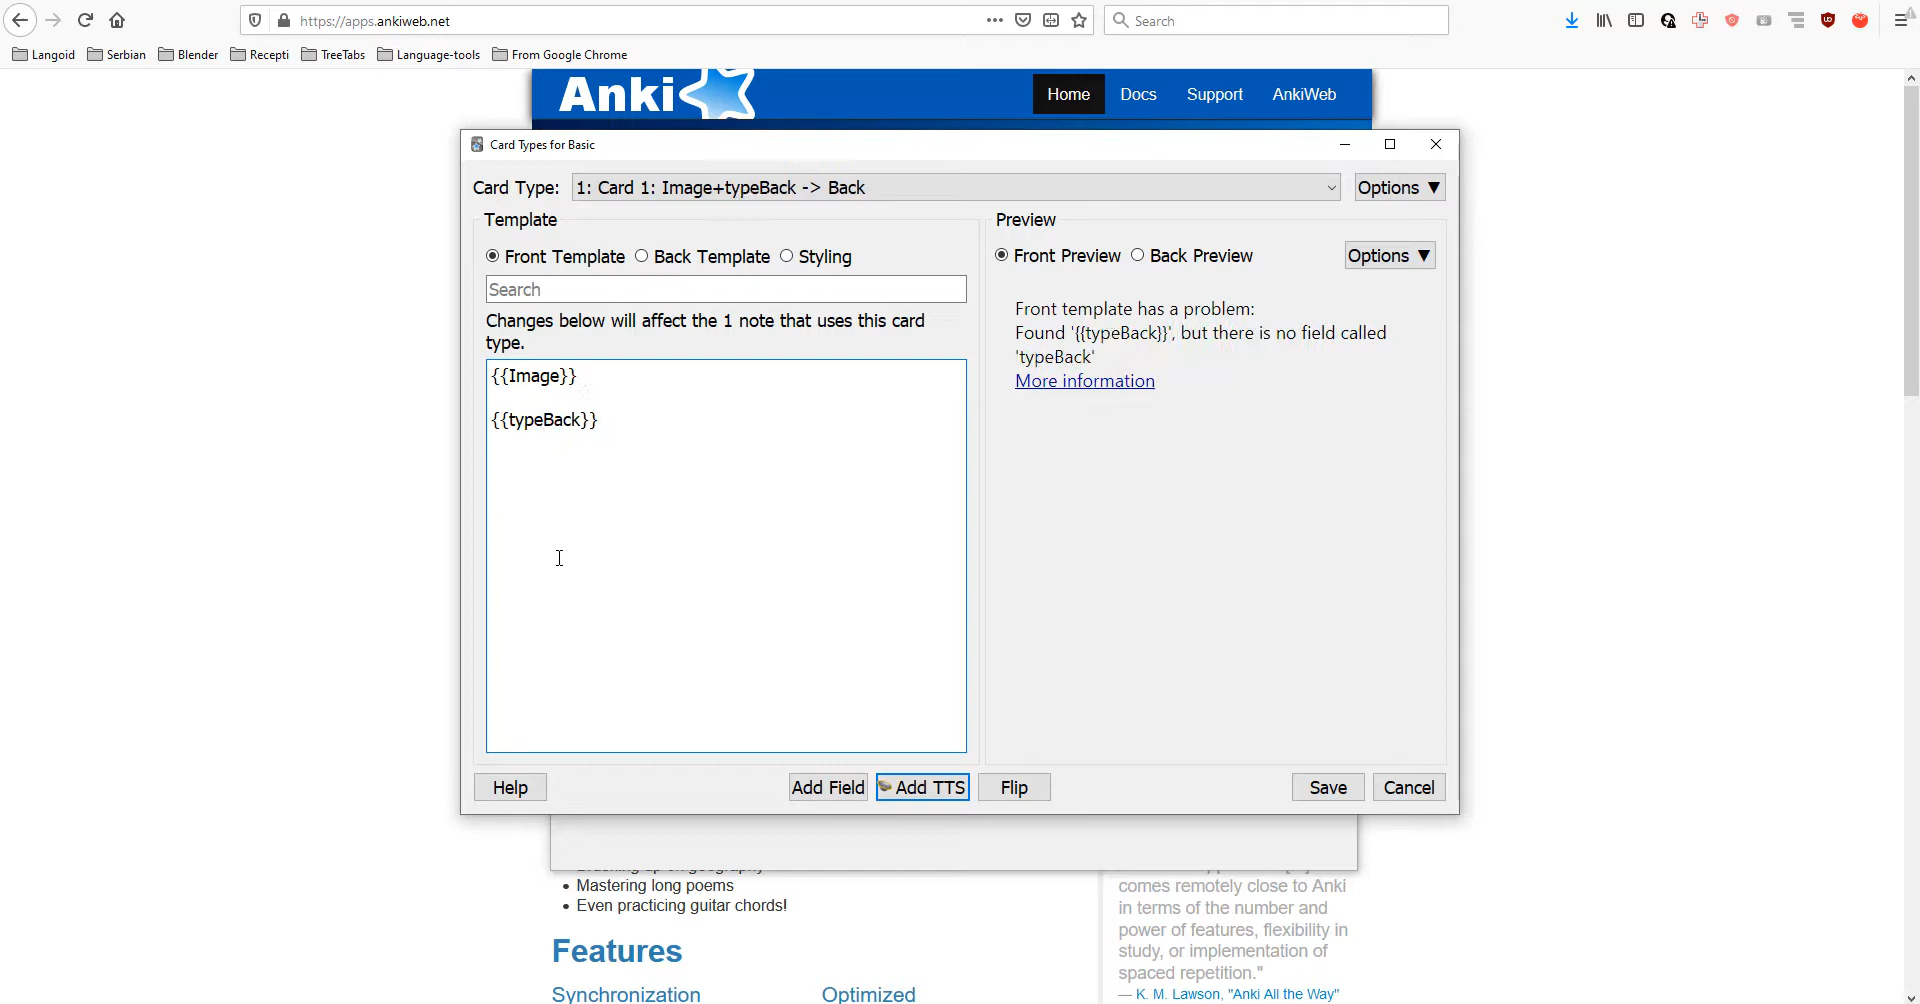 https://apps.ankiweb.net
Search
Langoid Serbian Blender Recepti TreeTabs Language-tools From Google Chrome
Anki
Home Docs Support AnkiWeb
Card Types for Basic
Card Type: 1: Card 1: Image+typeBack -> Back Options ▼
Template
Front Template Back Template Styling
Search
Changes below will affect the 1 note that uses this card
type.
{{Image}}
{{typeBack}}
Preview
Front Preview Back Preview Options ▼
Front template has a problem:
Found '{{typeBack}}', but there is no field called
'typeBack'
More information
Help Add Field Add TTS Flip Save Cancel
• Mastering long poems
• Even practicing guitar chords!
Features
Synchronization Optimized
comes remotely close to Anki
in terms of the number and
power of features, flexibility in
study, or implementation of
spaced repetition."
— K. M. Lawson, "Anki All the Way"